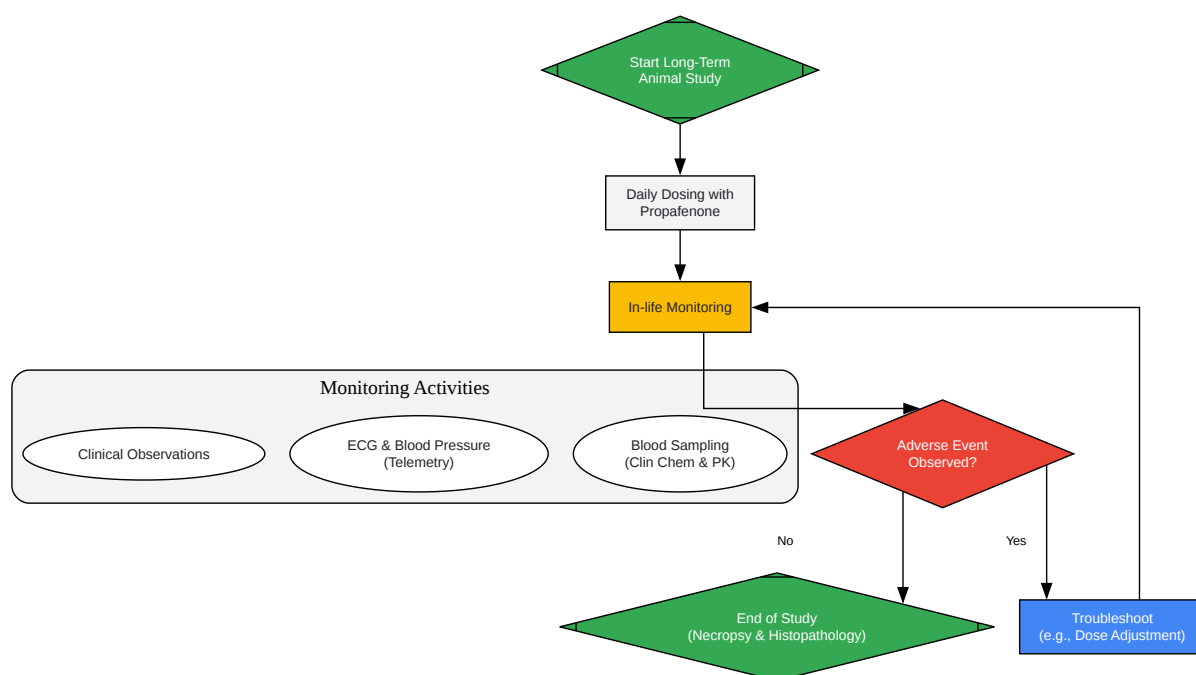 Start Long-Term
Animal Study
Daily Dosing with
Propafenone
In-life Monitoring
Monitoring Activities
Clinical Observations
ECG & Blood Pressure
(Telemetry)
Blood Sampling
(Clin Chem & PK)
Adverse Event
Observed?
No
Yes
End of Study
(Necropsy & Histopathology)
Troubleshoot
(e.g., Dose Adjustment)